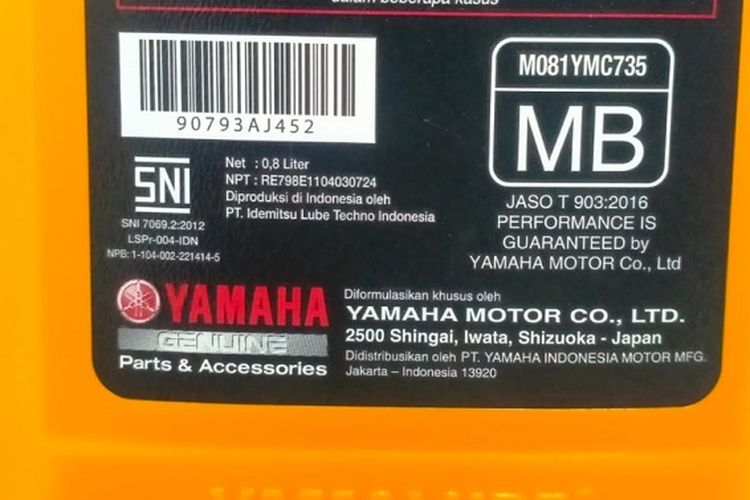 dalam beberapa kasus
90793AJ452
M081YMC735
MB
SNI
SNI 7069.2:2012
LSPr-004-IDN
NPB: 1-104-002-221414-5
Net : 0,8 Liter
NPT : RE798E1104030724
Diproduksi di Indonesia oleh
PT. Idemitsu Lube Techno Indonesia
JASO T 903:2016
PERFORMANCE IS
GUARANTEED by
YAMAHA MOTOR Co., Ltd
YAMAHA
GENUINE
Parts & Accessories
Diformulasikan khusus oleh
YAMAHA MOTOR CO., LTD.
2500 Shingai, Iwata, Shizuoka - Japan
Didistribusikan oleh PT. YAMAHA INDONESIA MOTOR MFG.
Jakarta – Indonesia 13920